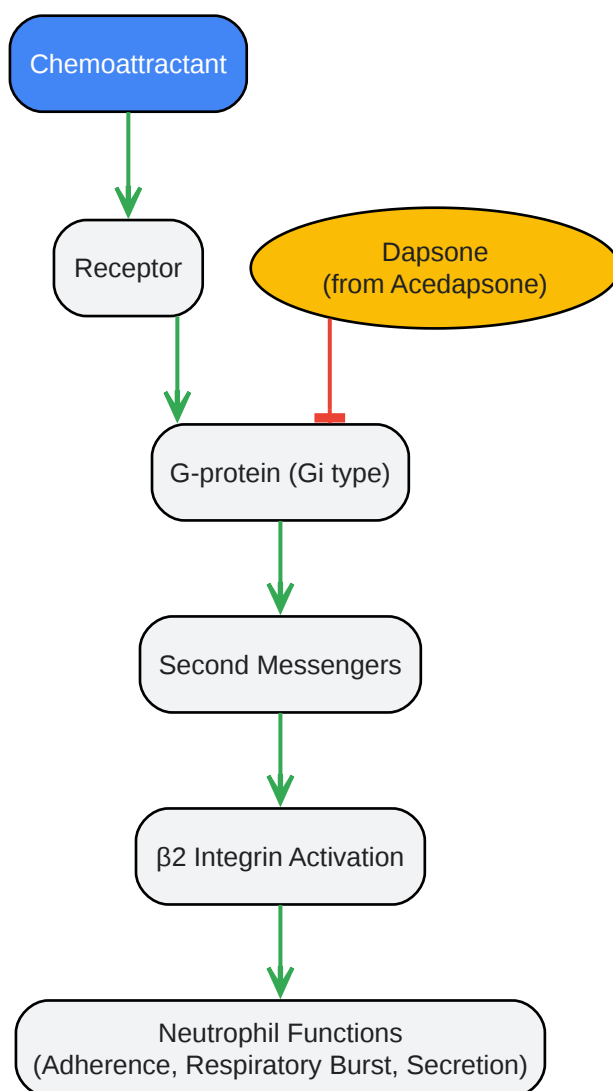 Chemoattractant
Receptor
Dapsone
(from Acedapsone)
G-protein (Gi type)
Second Messengers
β2 Integrin Activation
Neutrophil Functions
(Adherence, Respiratory Burst, Secretion)